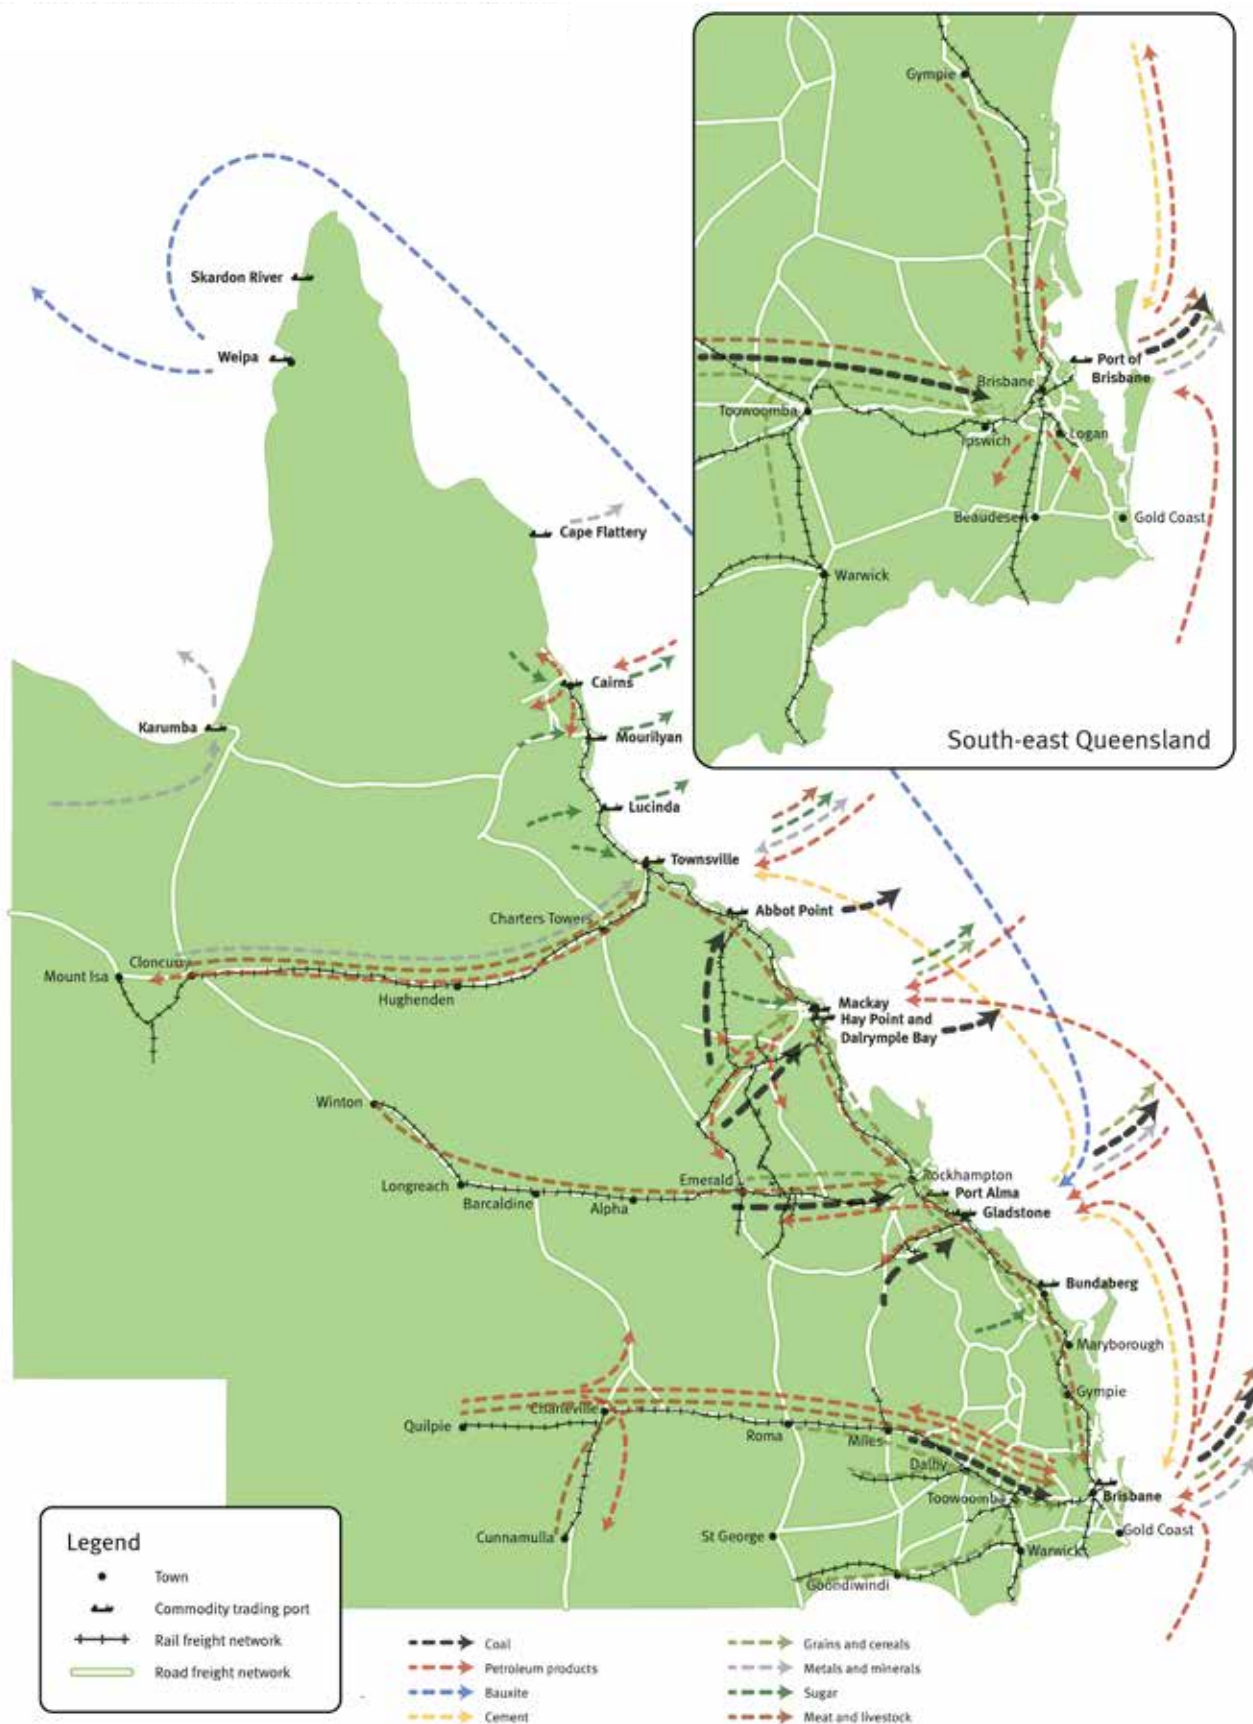 Gympie
Port of
Brisbane
Brisbane
Toowoomba
Ipswich
Logan
Beaudesert
Gold Coast
Warwick
South-east Queensland
Skardon River
Weipa
Cape Flattery
Cairns
Karumba
Mourilyan
Lucinda
Townsville
Abbot Point
Charters Towers
Cloncurry
Mount Isa
Hughenden
Mackay
Hay Point and
Dalrymple Bay
Winton
Longreach
Barcaldine
Alpha
Emerald
Rockhampton
Port Alma
Gladstone
Bundaberg
Maryborough
Gympie
Charleville
Quilpie
Roma
Miles
Dalby
Toowoomba
Brisbane
Cunnamulla
St George
Gold Coast
Warwick
Goondiwindi
Legend
Town
Commodity trading port
Rail freight network
Road freight network
Coal
Petroleum products
Bauxite
Cement
Grains and cereals
Metals and minerals
Sugar
Meat and livestock